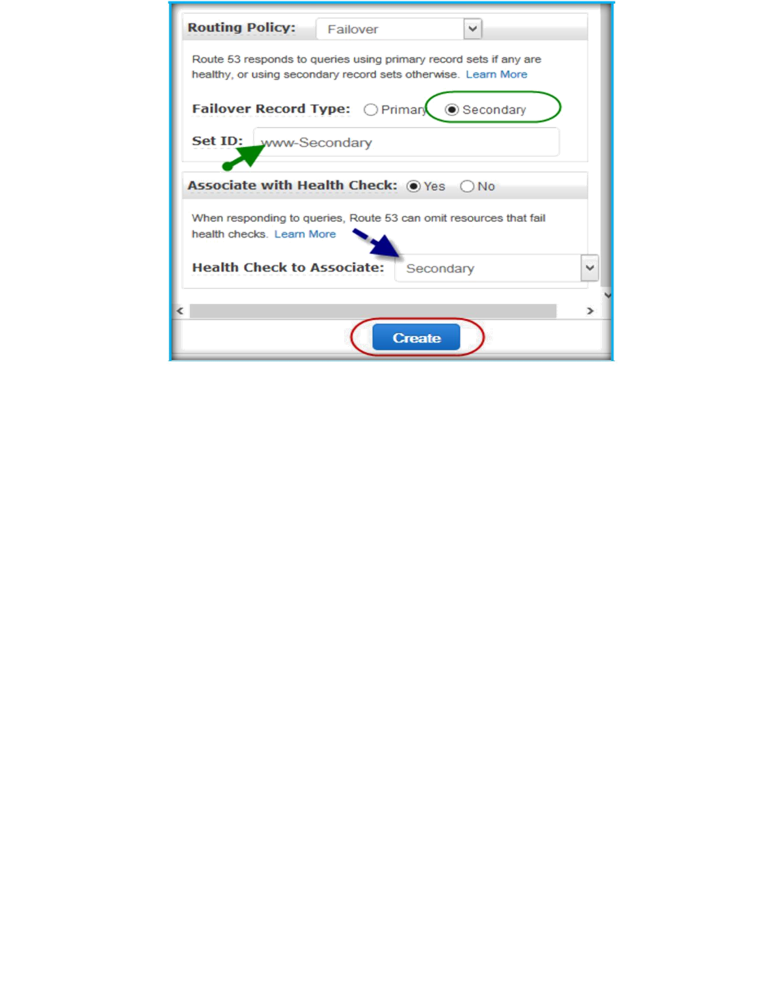 Routing Policy: Failover
Route 53 responds to queries using primary record sets if any are
healthy, or using secondary record sets otherwise. Learn More
Failover Record Type: Primary Secondary
Set ID: www-Secondary
Associate with Health Check: Yes No
When responding to queries, Route 53 can omit resources that fail
health checks. Learn More
Health Check to Associate: Secondary
Create